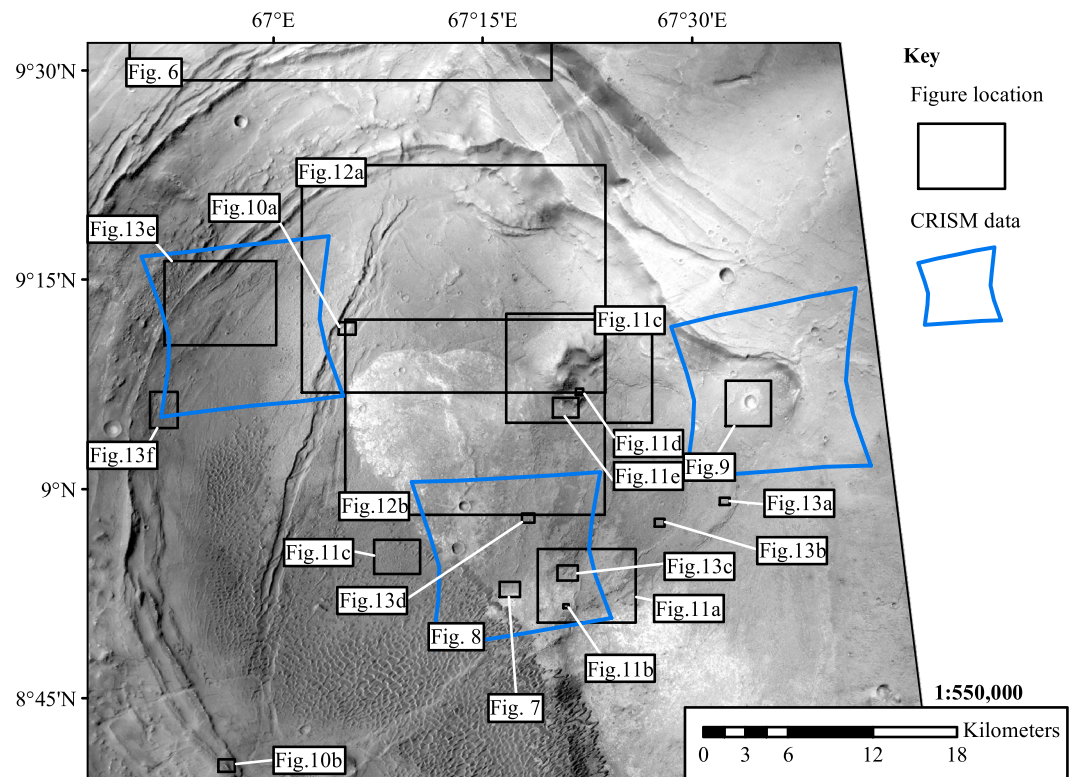 67°E
67°15'E
67°30'E
9°30'N
9°15'N
9°N
8°45'N
Key
Figure location
CRISM data
Fig. 6
Fig.12a
Fig.10a
Fig.13e
Fig.11c
Fig.11d
Fig.9
Fig.11e
Fig.13f
Fig.12b
Fig.13a
Fig.13b
Fig.11c
Fig.13c
Fig.13d
Fig.11a
Fig. 8
Fig.11b
Fig. 7
Fig.10b
1:550,000
Kilometers
0 3 6 12 18